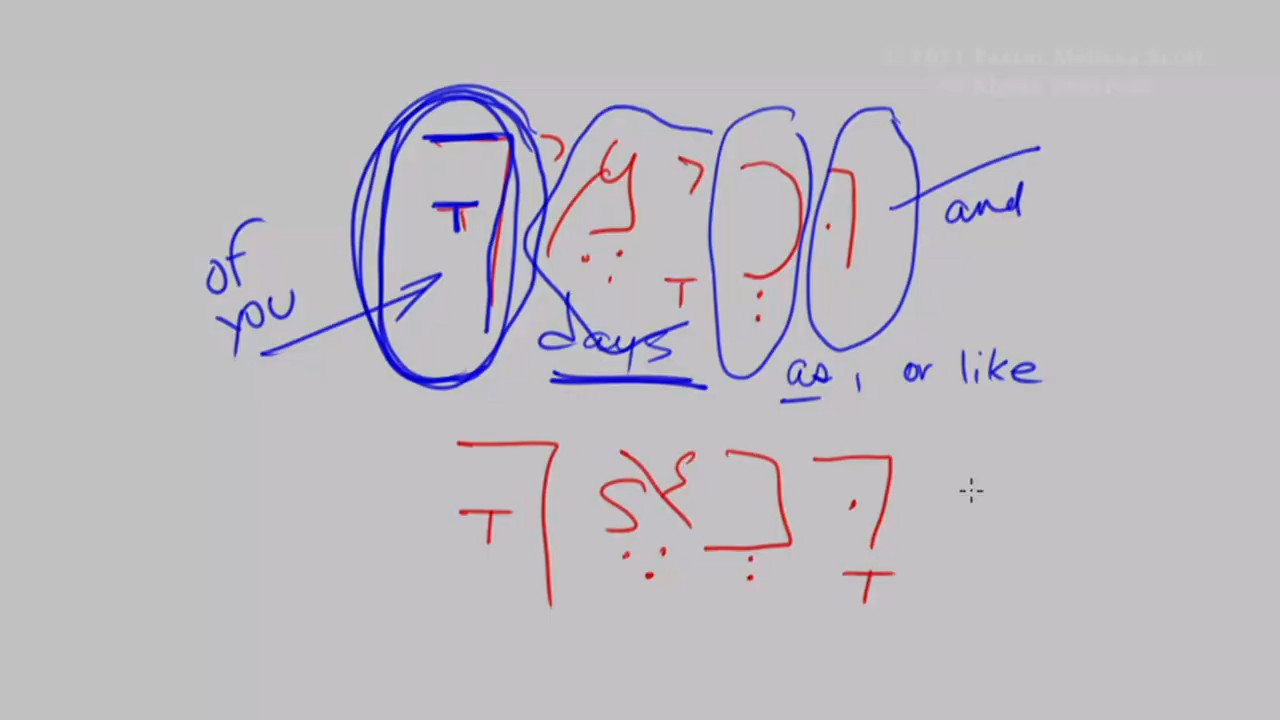 וּכְיָמֶיךָ
and
of
you
days
as, or like
דָּבְאֶךָ